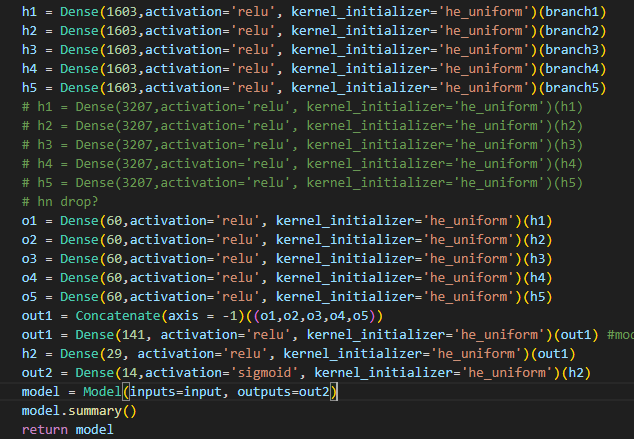 h1 = Dense(1603,activation='relu', kernel_initializer='he_uniform')(branch1)
h2 = Dense(1603,activation='relu', kernel_initializer='he_uniform')(branch2)
h3 = Dense(1603,activation='relu', kernel_initializer='he_uniform')(branch3)
h4 = Dense(1603,activation='relu', kernel_initializer='he_uniform')(branch4)
h5 = Dense(1603,activation='relu', kernel_initializer='he_uniform')(branch5)
# h1 = Dense(3207,activation='relu', kernel_initializer='he_uniform')(h1)
# h2 = Dense(3207,activation='relu', kernel_initializer='he_uniform')(h2)
# h3 = Dense(3207,activation='relu', kernel_initializer='he_uniform')(h3)
# h4 = Dense(3207,activation='relu', kernel_initializer='he_uniform')(h4)
# h5 = Dense(3207,activation='relu', kernel_initializer='he_uniform')(h5)
# hn drop?
o1 = Dense(60,activation='relu', kernel_initializer='he_uniform')(h1)
o2 = Dense(60,activation='relu', kernel_initializer='he_uniform')(h2)
o3 = Dense(60,activation='relu', kernel_initializer='he_uniform')(h3)
o4 = Dense(60,activation='relu', kernel_initializer='he_uniform')(h4)
o5 = Dense(60,activation='relu', kernel_initializer='he_uniform')(h5)
out1 = Concatenate(axis = -1)((o1,o2,o3,o4,o5))
out1 = Dense(141, activation='relu', kernel_initializer='he_uniform')(out1) #mo
h2 = Dense(29, activation='relu', kernel_initializer='he_uniform')(out1)
out2 = Dense(14,activation='sigmoid', kernel_initializer='he_uniform')(h2)
model = Model(inputs=input, outputs=out2)
model.summary()
return model